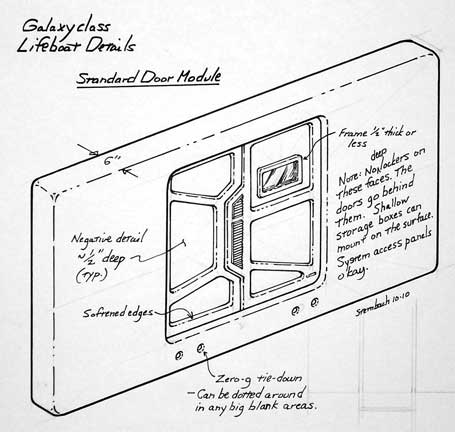 Galaxy class
Lifeboat Details
Standard Door Module
6"
Frame ½" thick or
less
deep
Note: No lockers on
these faces. The
doors go behind
them. Shallow
storage boxes can
mount on the surface.
System access panels
okay.
Negative detail
~½" deep
(Typ.)
Softened edges
Sternbach 10.10
Zero-g tie-down
- Can be dotted around
in any big blank areas.